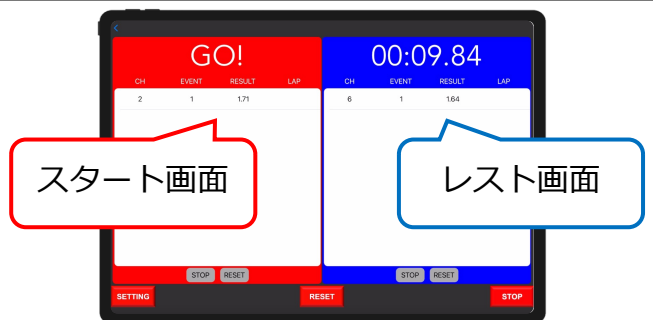 GO!
CH EVENT RESULT LAP
2 1 1.71
スタート画面
STOP RESET
00:09.84
CH EVENT RESULT LAP
6 1 1.64
レスト画面
STOP RESET
SETTING RESET STOP